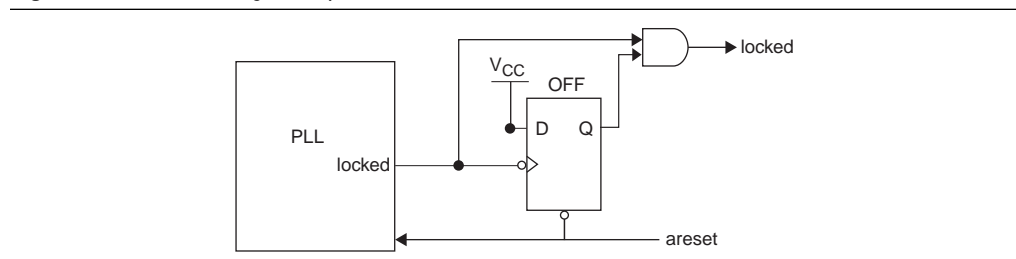 locked
VCC
OFF
D Q
PLL
locked
areset